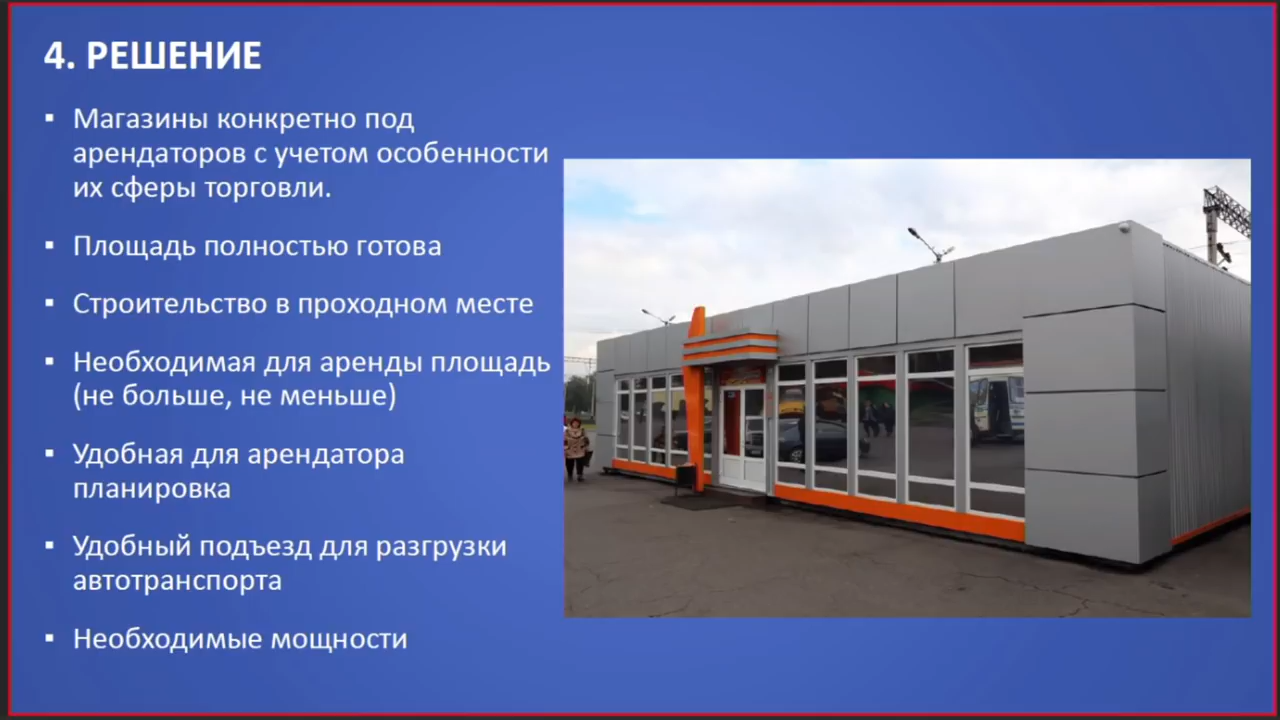 4. РЕШЕНИЕ
▪ Магазины конкретно под
арендаторов с учетом особенности
их сферы торговли.
▪ Площадь полностью готова
▪ Строительство в проходном месте
▪ Необходимая для аренды площадь
(не больше, не меньше)
▪ Удобная для арендатора
планировка
▪ Удобный подъезд для разгрузки
автотранспорта
▪ Необходимые мощности